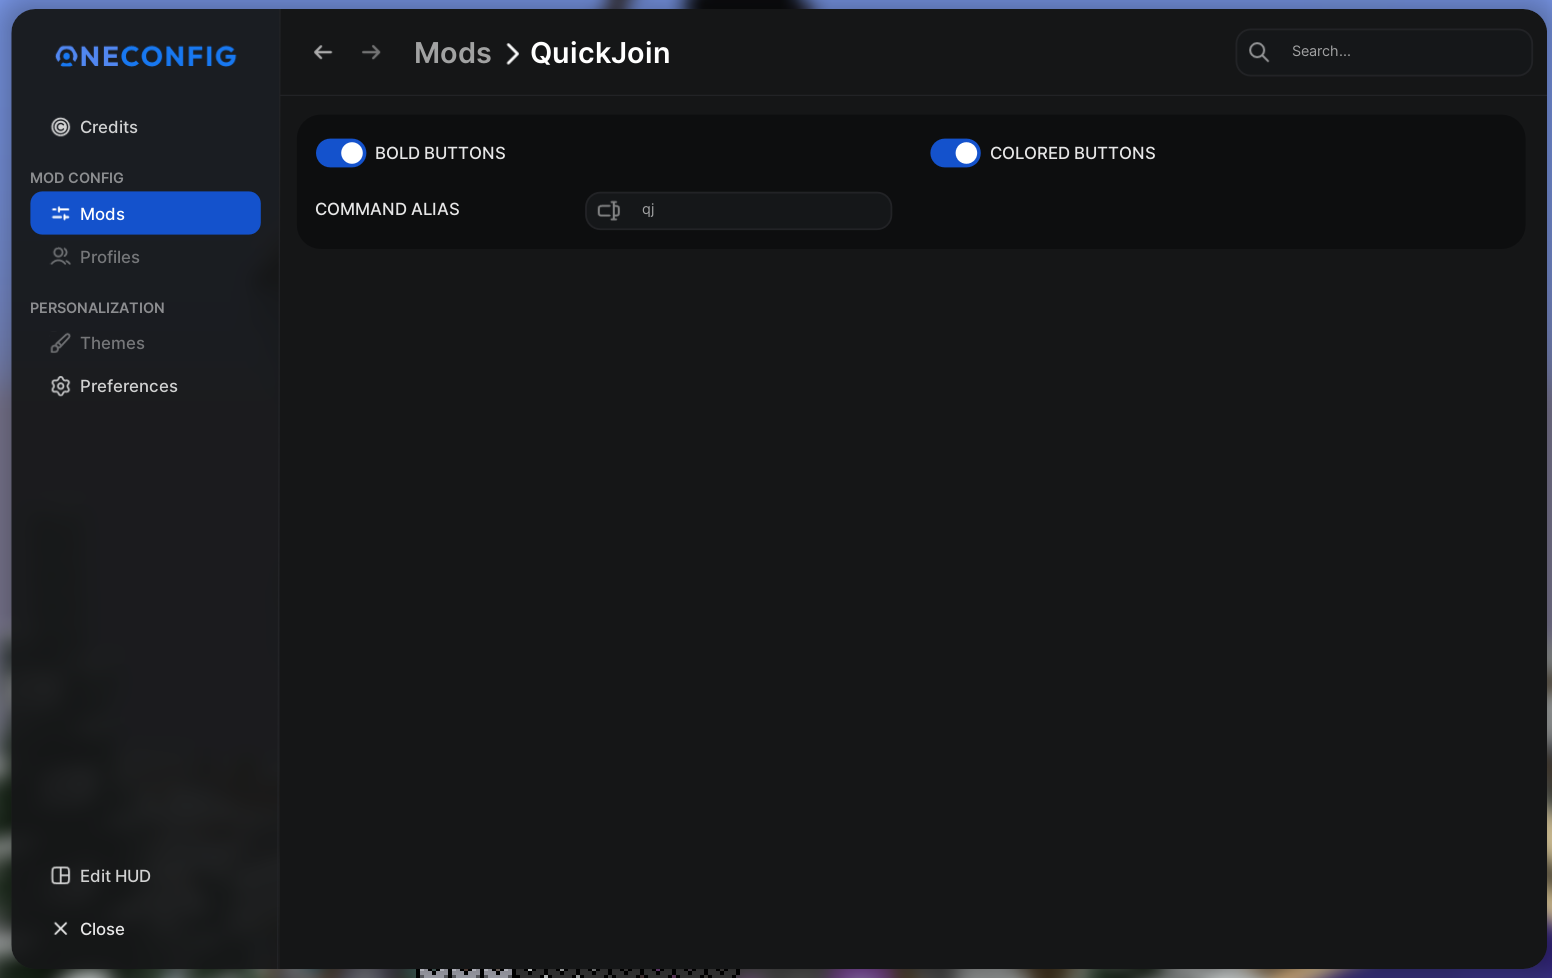 ONECONFIG
Mods > QuickJoin
Search...
Credits
MOD CONFIG
Mods
Profiles
PERSONALIZATION
Themes
Preferences
Edit HUD
Close
BOLD BUTTONS
COLORED BUTTONS
COMMAND ALIAS
qj